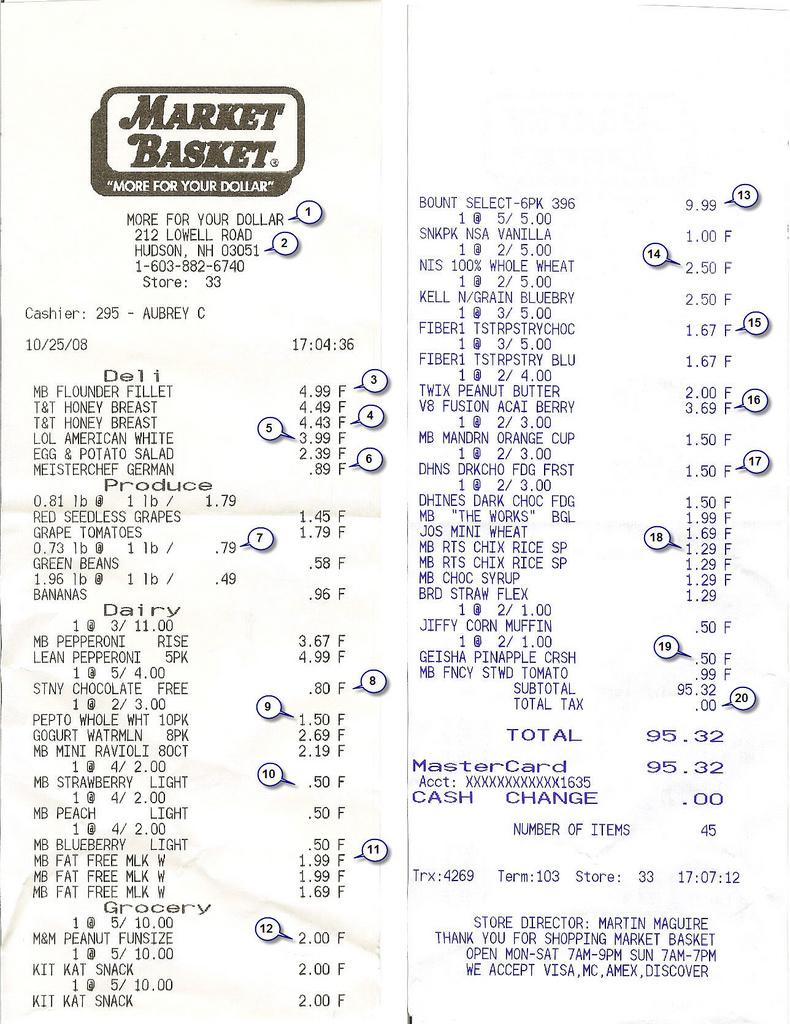 MARKET
BASKET®
"MORE FOR YOUR DOLLAR"
MORE FOR YOUR DOLLAR 1
212 LOWELL ROAD
HUDSON, NH 03051 2
1-603-882-6740
Store: 33
Cashier: 295 - AUBREY C
10/25/08 17:04:36
Deli
MB FLOUNDER FILLET 4.99 F 3
T&T HONEY BREAST 4.49 F
T&T HONEY BREAST 4.43 F 4
LOL AMERICAN WHITE 5 3.99 F
EGG & POTATO SALAD 2.39 F
MEISTERCHEF GERMAN .89 F 6
Produce
0.81 lb @ 1 lb / 1.79
RED SEEDLESS GRAPES 1.45 F
GRAPE TOMATOES 1.79 F
0.73 lb @ 1 lb / .79 7
GREEN BEANS .58 F
1.96 lb @ 1 lb / .49
BANANAS .96 F
Dairy
1 @ 3/ 11.00
MB PEPPERONI RISE 3.67 F
LEAN PEPPERONI 5PK 4.99 F
1 @ 5/ 4.00
STNY CHOCOLATE FREE .80 F 8
1 @ 2/ 3.00
PEPTO WHOLE WHT 10PK 9 1.50 F
GOGURT WATRMLN 8PK 2.69 F
MB MINI RAVIOLI 80CT 2.19 F
1 @ 4/ 2.00
MB STRAWBERRY LIGHT 10 .50 F
1 @ 4/ 2.00
MB PEACH LIGHT .50 F
1 @ 4/ 2.00
MB BLUEBERRY LIGHT .50 F
MB FAT FREE MLK W 1.99 F 11
MB FAT FREE MLK W 1.99 F
MB FAT FREE MLK W 1.69 F
Grocery
1 @ 5/ 10.00
M&M PEANUT FUNSIZE 12 2.00 F
1 @ 5/ 10.00
KIT KAT SNACK 2.00 F
1 @ 5/ 10.00
KIT KAT SNACK 2.00 F
BOUNT SELECT-6PK 396 9.99 13
1 @ 5/ 5.00
SNKPK NSA VANILLA 1.00 F
1 @ 2/ 5.00
NIS 100% WHOLE WHEAT 14 2.50 F
1 @ 2/ 5.00
KELL N/GRAIN BLUEBRY 2.50 F
1 @ 3/ 5.00
FIBER1 TSTRPSTRYCHOC 1.67 F 15
1 @ 3/ 5.00
FIBER1 TSTRPSTRY BLU 1.67 F
1 @ 2/ 4.00
TWIX PEANUT BUTTER 2.00 F
V8 FUSION ACAI BERRY 3.69 F 16
1 @ 2/ 3.00
MB MANDRN ORANGE CUP 1.50 F
1 @ 2/ 3.00
DHNS DRKCHO FDG FRST 1.50 F 17
1 @ 2/ 3.00
DHINES DARK CHOC FDG 1.50 F
MB "THE WORKS" BGL 1.99 F
JOS MINI WHEAT 1.69 F
MB RTS CHIX RICE SP 18 1.29 F
MB RTS CHIX RICE SP 1.29 F
MB CHOC SYRUP 1.29 F
BRD STRAW FLEX 1.29
1 @ 2/ 1.00
JIFFY CORN MUFFIN .50 F
1 @ 2/ 1.00
GEISHA PINAPPLE CRSH 19 .50 F
MB FNCY STWD TOMATO .99 F
SUBTOTAL 95.32
TOTAL TAX .00 20
TOTAL 95.32
MasterCard 95.32
Acct: XXXXXXXXXXXX1635
CASH CHANGE .00
NUMBER OF ITEMS 45
Trx:4269 Term:103 Store: 33 17:07:12
STORE DIRECTOR: MARTIN MAGUIRE
THANK YOU FOR SHOPPING MARKET BASKET
OPEN MON-SAT 7AM-9PM SUN 7AM-7PM
WE ACCEPT VISA,MC,AMEX,DISCOVER